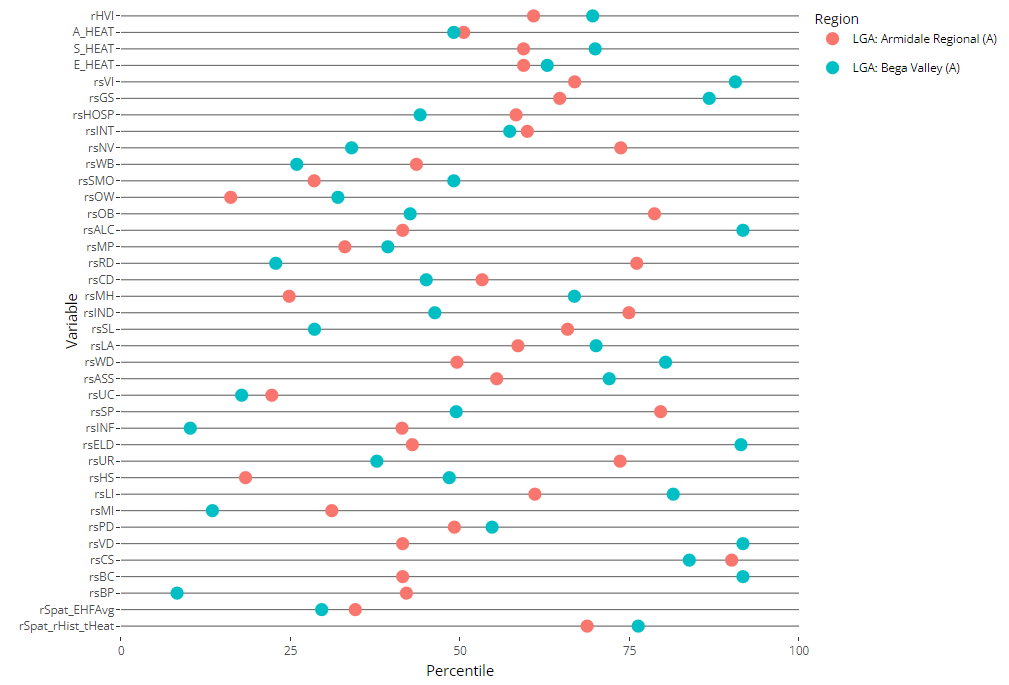 Region
LGA: Armidale Regional (A)
LGA: Bega Valley (A)
Variable
rHVI
A_HEAT
S_HEAT
E_HEAT
rsVI
rsGS
rsHOSP
rsINT
rsNV
rsWB
rsSMO
rsOW
rsOB
rsALC
rsMP
rsRD
rsCD
rsMH
rsIND
rsSL
rsLA
rsWD
rsASS
rsUC
rsSP
rsINF
rsELD
rsUR
rsHS
rsLI
rsMI
rsPD
rsVD
rsCS
rsBC
rsBP
rSpat_EHFAvg
rSpat_rHist_tHeat
0 25 50 75 100
Percentile